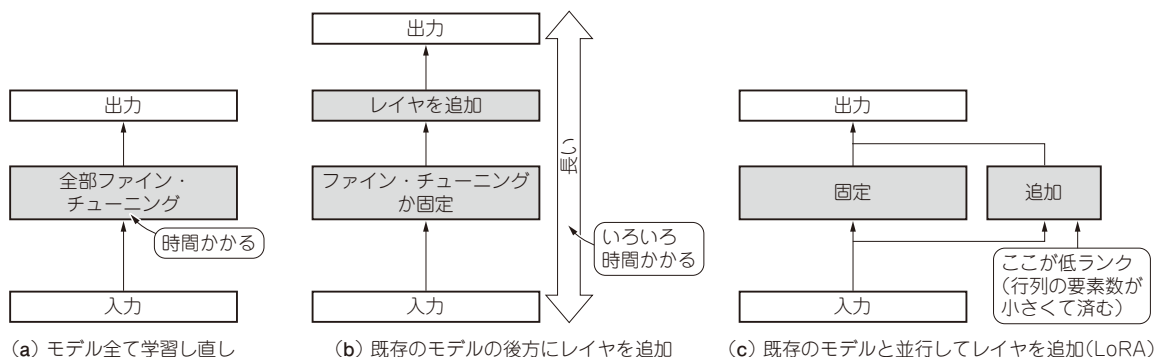 出力
全部ファイン・
チューニング
時間かかる
入力
(a) モデル全て学習し直し
出力
レイヤを追加
ファイン・チューニング
か固定
入力
長い
いろいろ
時間かかる
(b) 既存のモデルの後方にレイヤを追加
出力
固定
追加
ここが低ランク
(行列の要素数が
小さくて済む)
入力
(c) 既存のモデルと並行してレイヤを追加(LoRA)